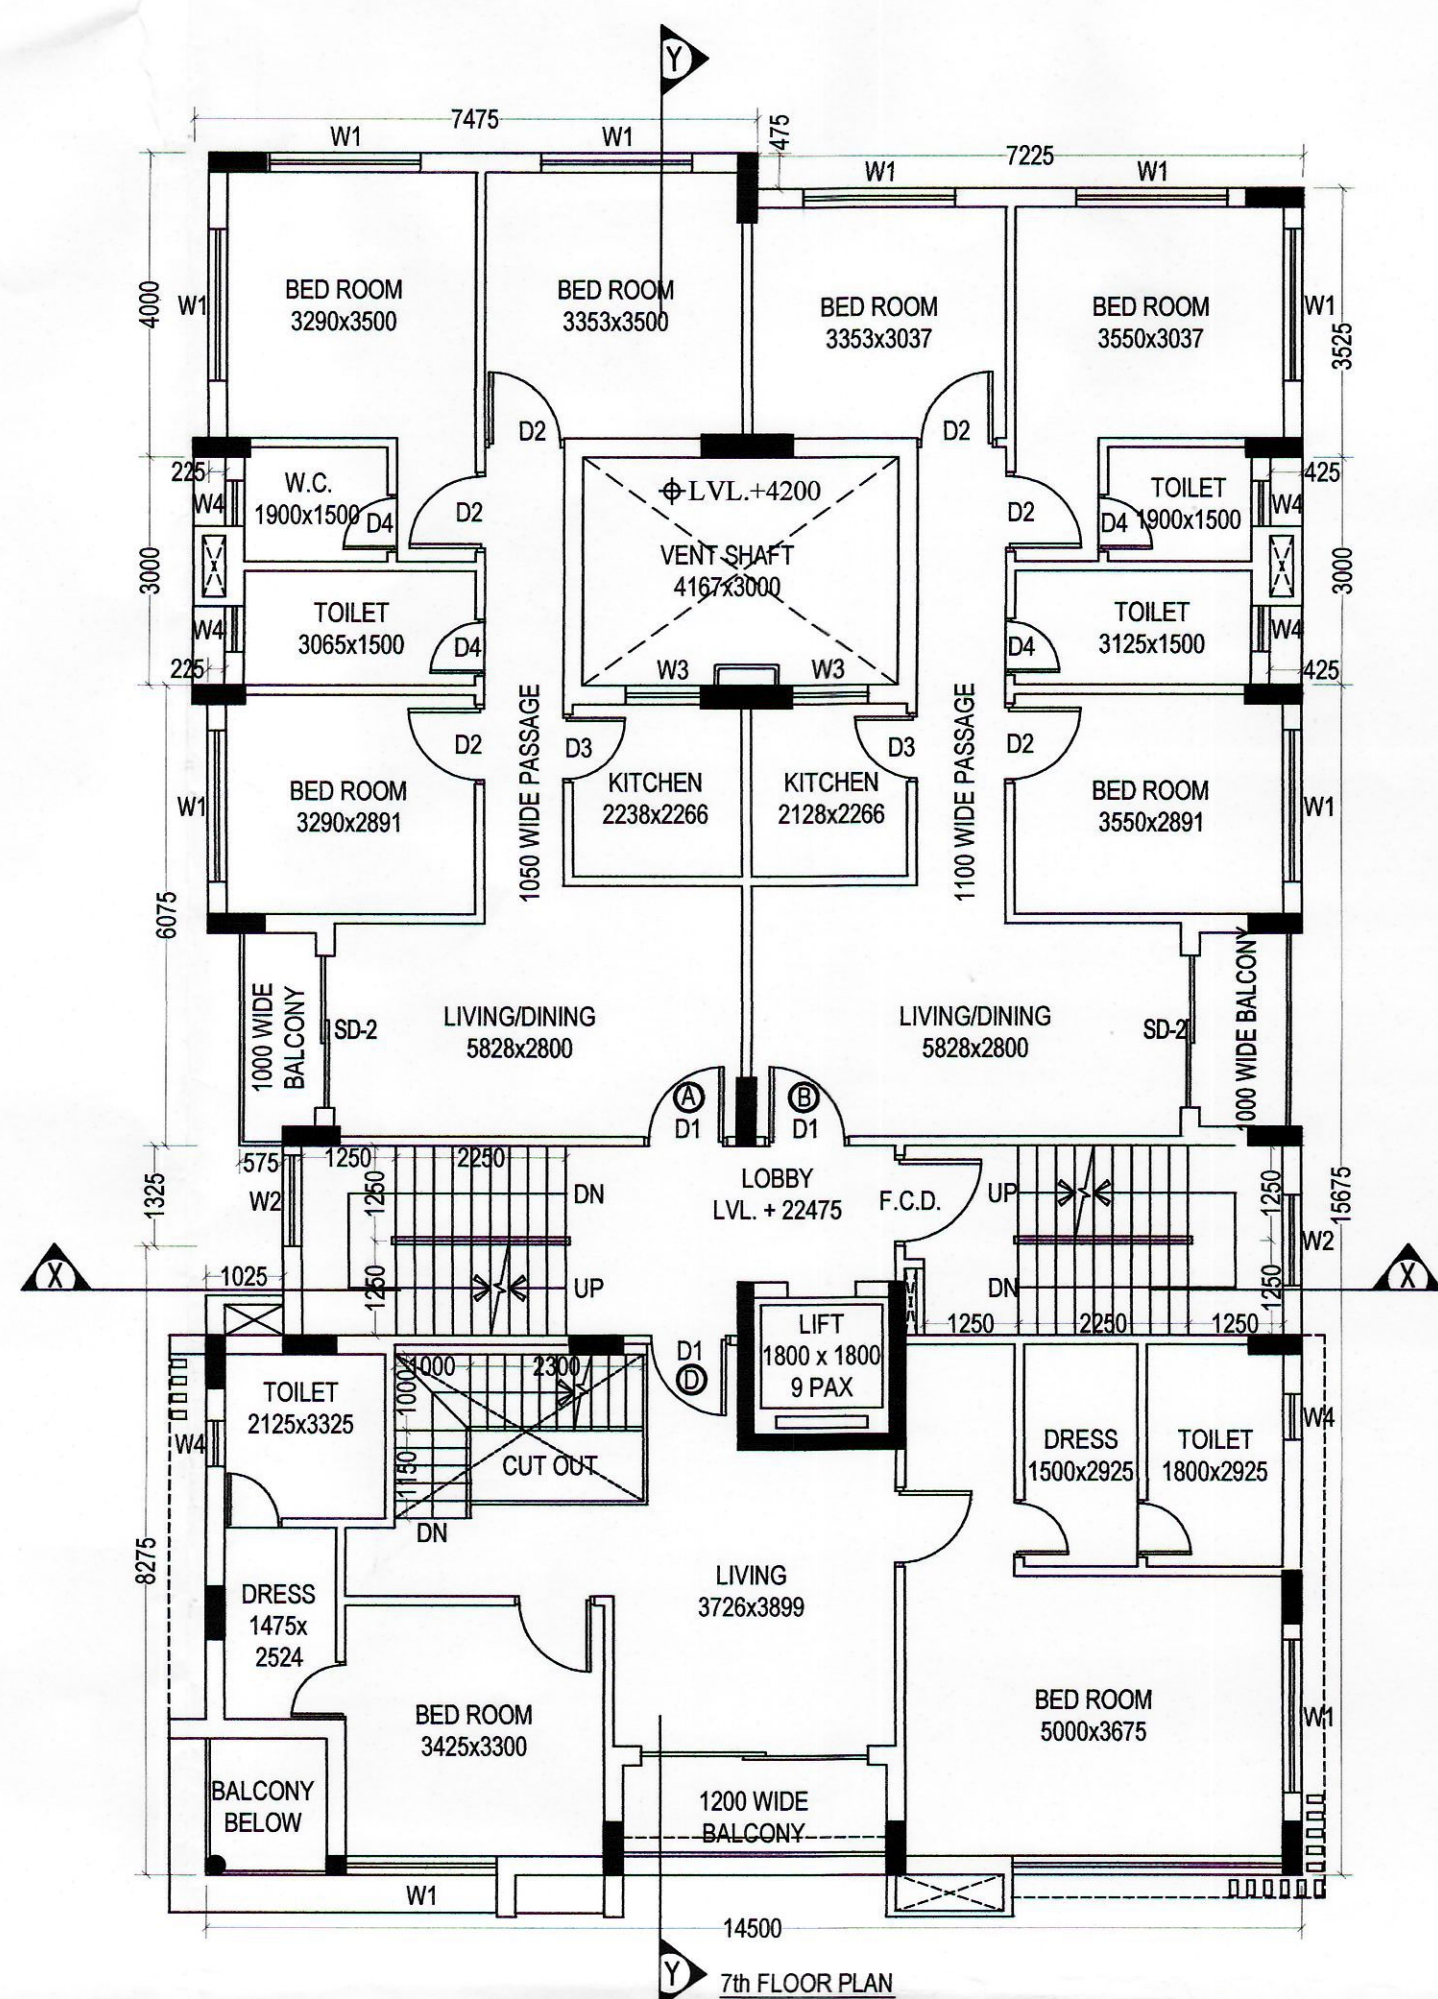 Y
7475
475
W1
W1
7225
W1
W1
4000
W1
BED ROOM
3290x3500
BED ROOM
3353x3500
BED ROOM
3353x3037
BED ROOM
3550x3037
W1
3525
D2
D2
225
W4
W.C.
1900x1500
D4
D2
LVL.+4200
VENT SHAFT
4167x3000
D2
D4
TOILET
1900x1500
425
W4
3000
3000
TOILET
3065x1500
D4
W4
225
W3
W3
D4
TOILET
3125x1500
W4
425
1050 WIDE PASSAGE
1100 WIDE PASSAGE
D2
D3
D3
D2
W1
BED ROOM
3290x2891
KITCHEN
2238x2266
KITCHEN
2128x2266
BED ROOM
3550x2891
W1
6075
1000 WIDE
BALCONY
SD-2
LIVING/DINING
5828x2800
LIVING/DINING
5828x2800
SD-2
1000 WIDE BALCONY
A
D1
B
D1
575
1250
2250
1325
W2
1250
DN
LOBBY
LVL. + 22475
F.C.D.
UP
1250
15675
W2
X
1025
1250
UP
DN
1250
X
1250
2250
1250
LIFT
1800 x 1800
9 PAX
D1
D
1000
2300
1000
TOILET
2125x3325
W4
1150
CUT OUT
DN
DRESS
1500x2925
TOILET
1800x2925
W4
8275
DRESS
1475x
2524
LIVING
3726x3899
BED ROOM
3425x3300
BED ROOM
5000x3675
W1
BALCONY
BELOW
1200 WIDE
BALCONY
W1
14500
Y
7th FLOOR PLAN